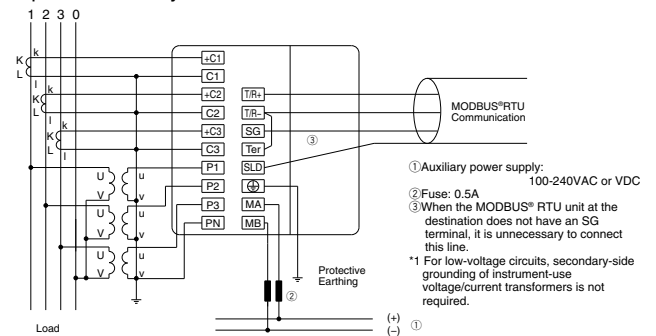 1 2 3 0
K k
L l
K k
L l
K k
L l
+C1
C1
+C2
C2
+C3
C3
P1
P2
P3
PN
T/R+
T/R−
SG
Ter
SLD
MA
MB
③
U u
V v
U u
V v
U u
V v
MODBUS®RTU
Communication
①Auxiliary power supply:
100-240VAC or VDC
②Fuse: 0.5A
③When the MODBUS® RTU unit at the
destination does not have an SG
terminal, it is unnecessary to connect
this line.
*1 For low-voltage circuits, secondary-side
grounding of instrument-use
voltage/current transformers is not
required.
Protective
Earthing
②
(+)
(−) ①
Load